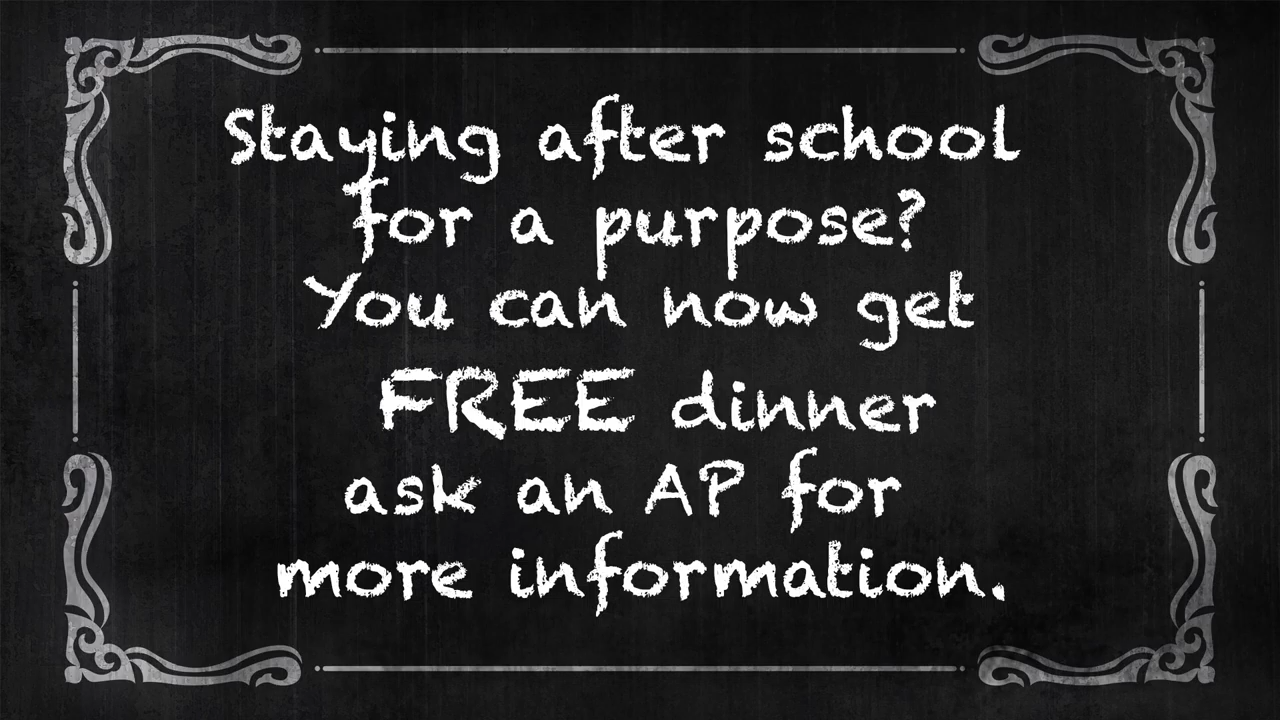 Staying after school
for a purpose?
You can now get
FREE dinner
ask an AP for
more information.